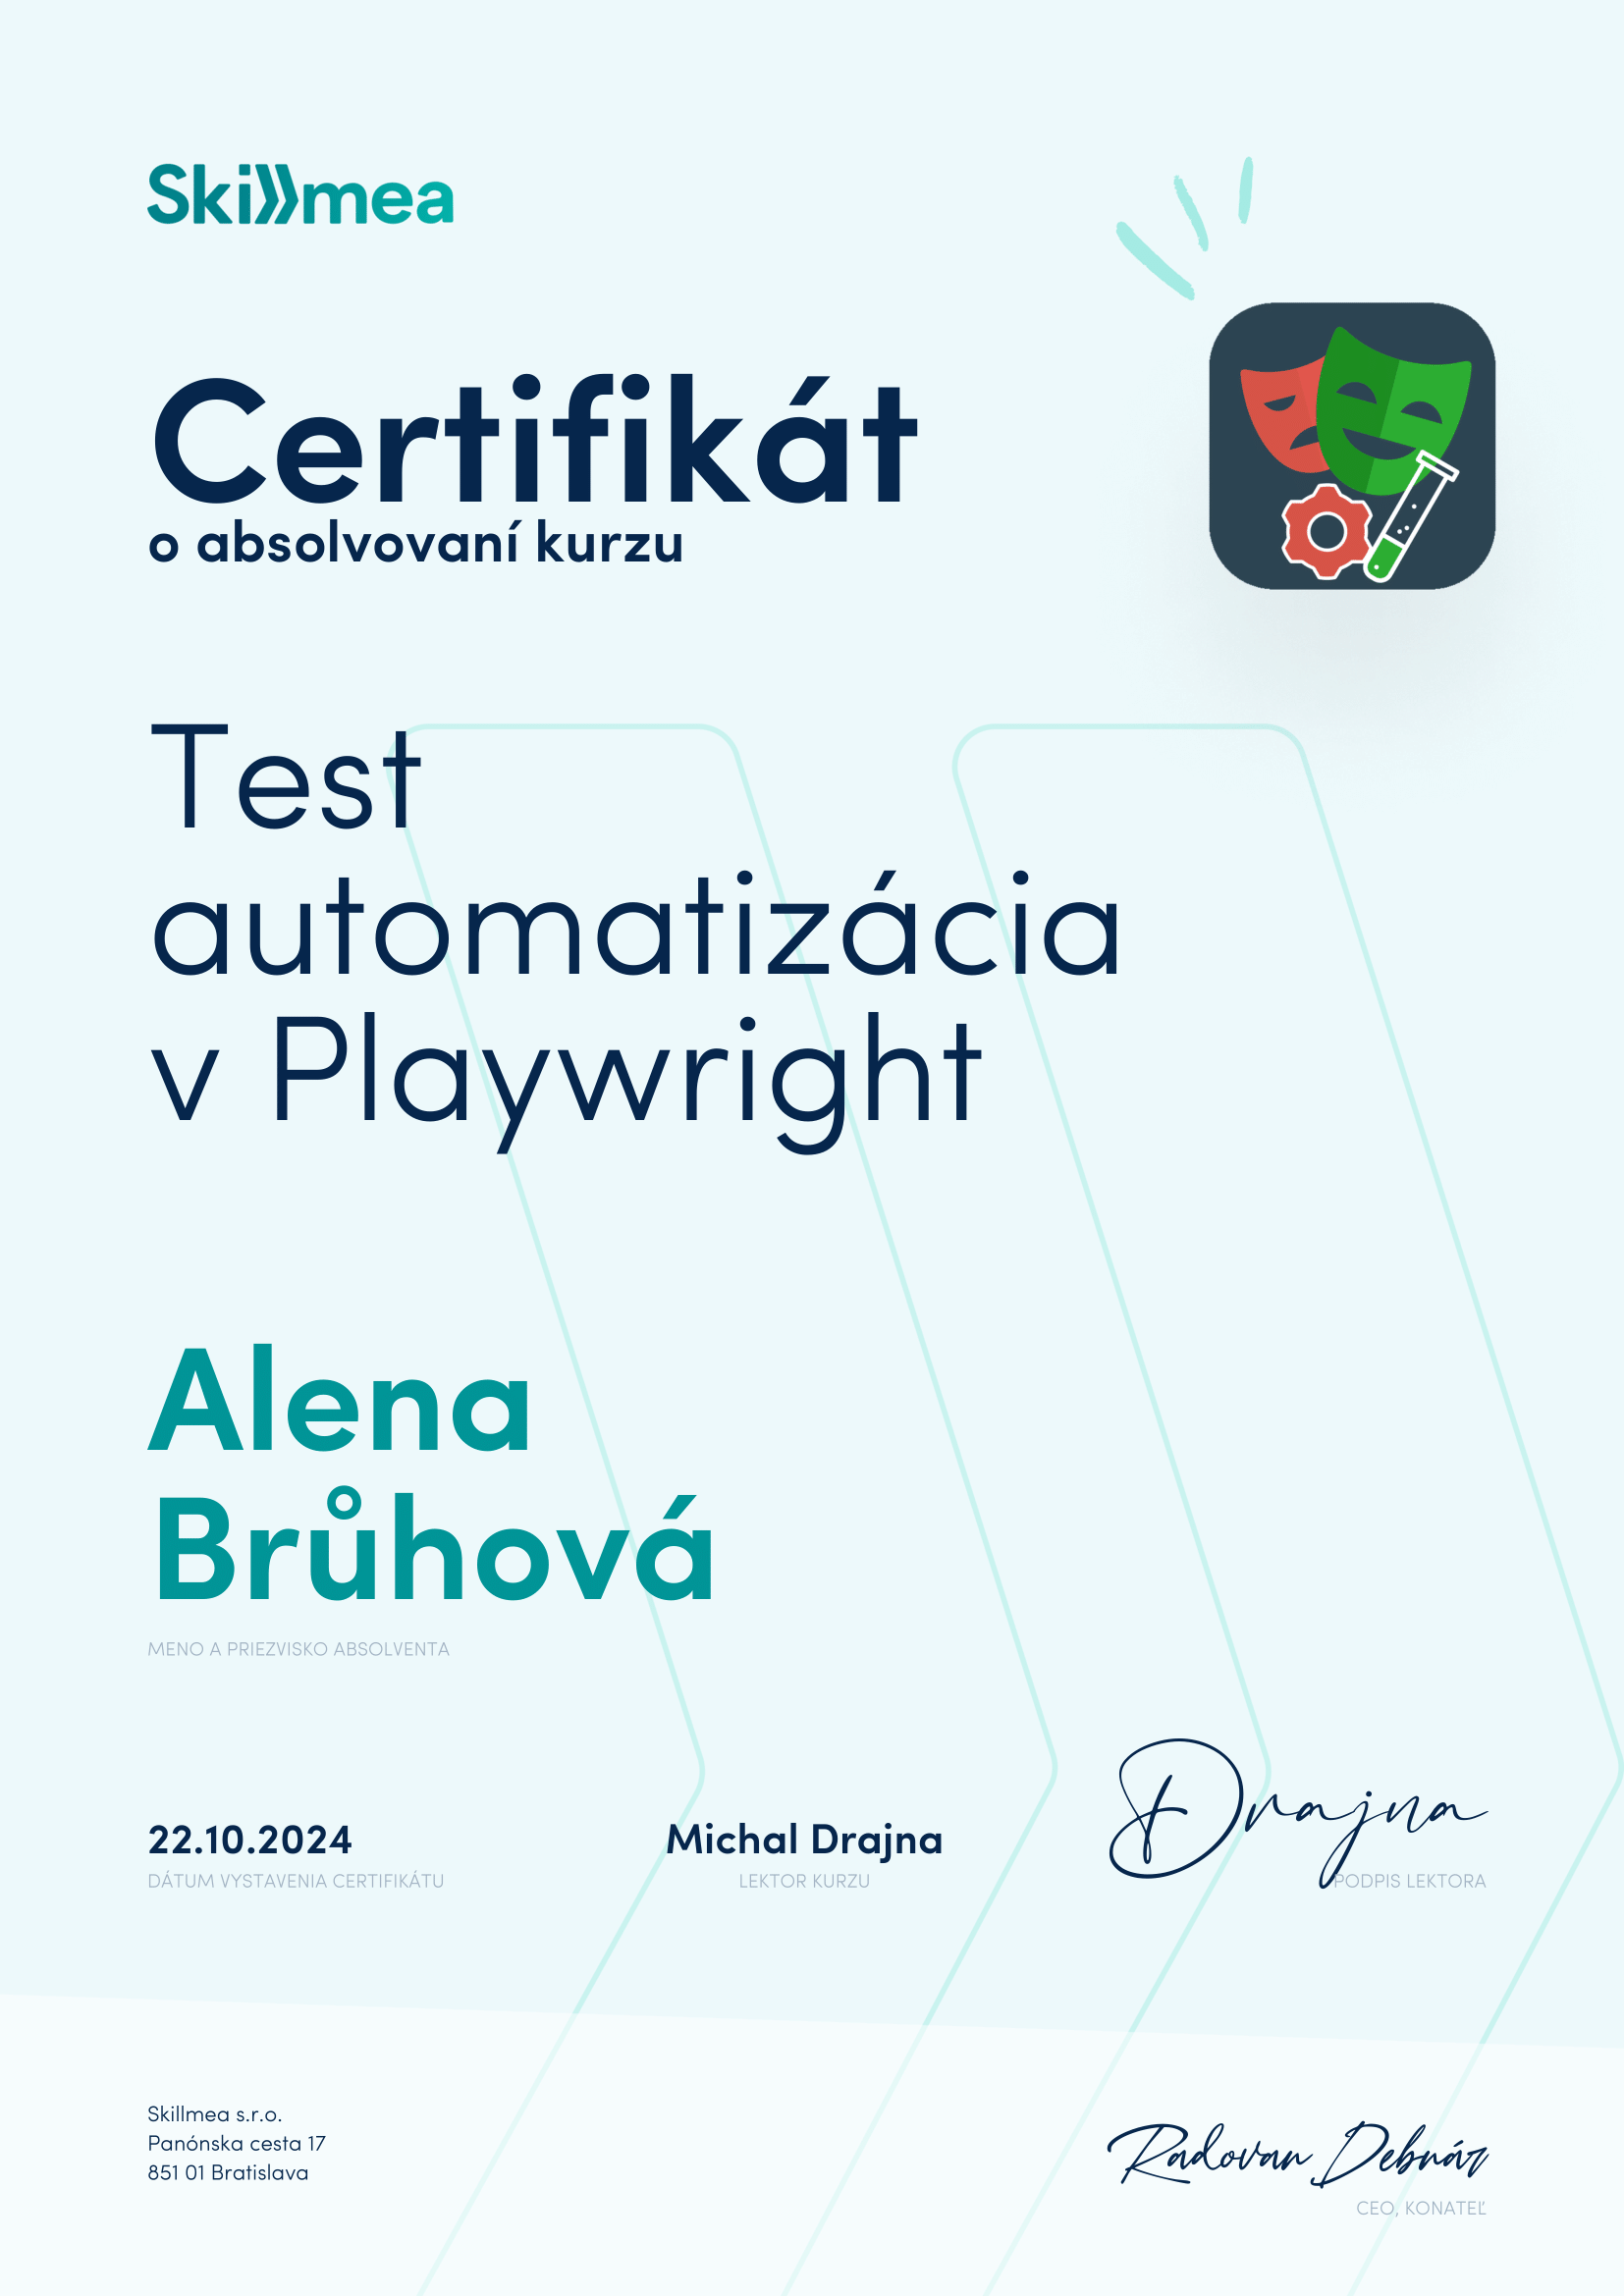 Skillmea
Certifikát
o absolvovaní kurzu
Test
automatizácia
v Playwright
Alena
Brůhová
MENO A PRIEZVISKO ABSOLVENTA
22.10.2024
DÁTUM VYSTAVENIA CERTIFIKÁTU
Michal Drajna
LEKTOR KURZU
Drajna
PODPIS LEKTORA
Skillmea s.r.o.
Panónska cesta 17
851 01 Bratislava
Radovan Debnár
CEO, KONATEĽ